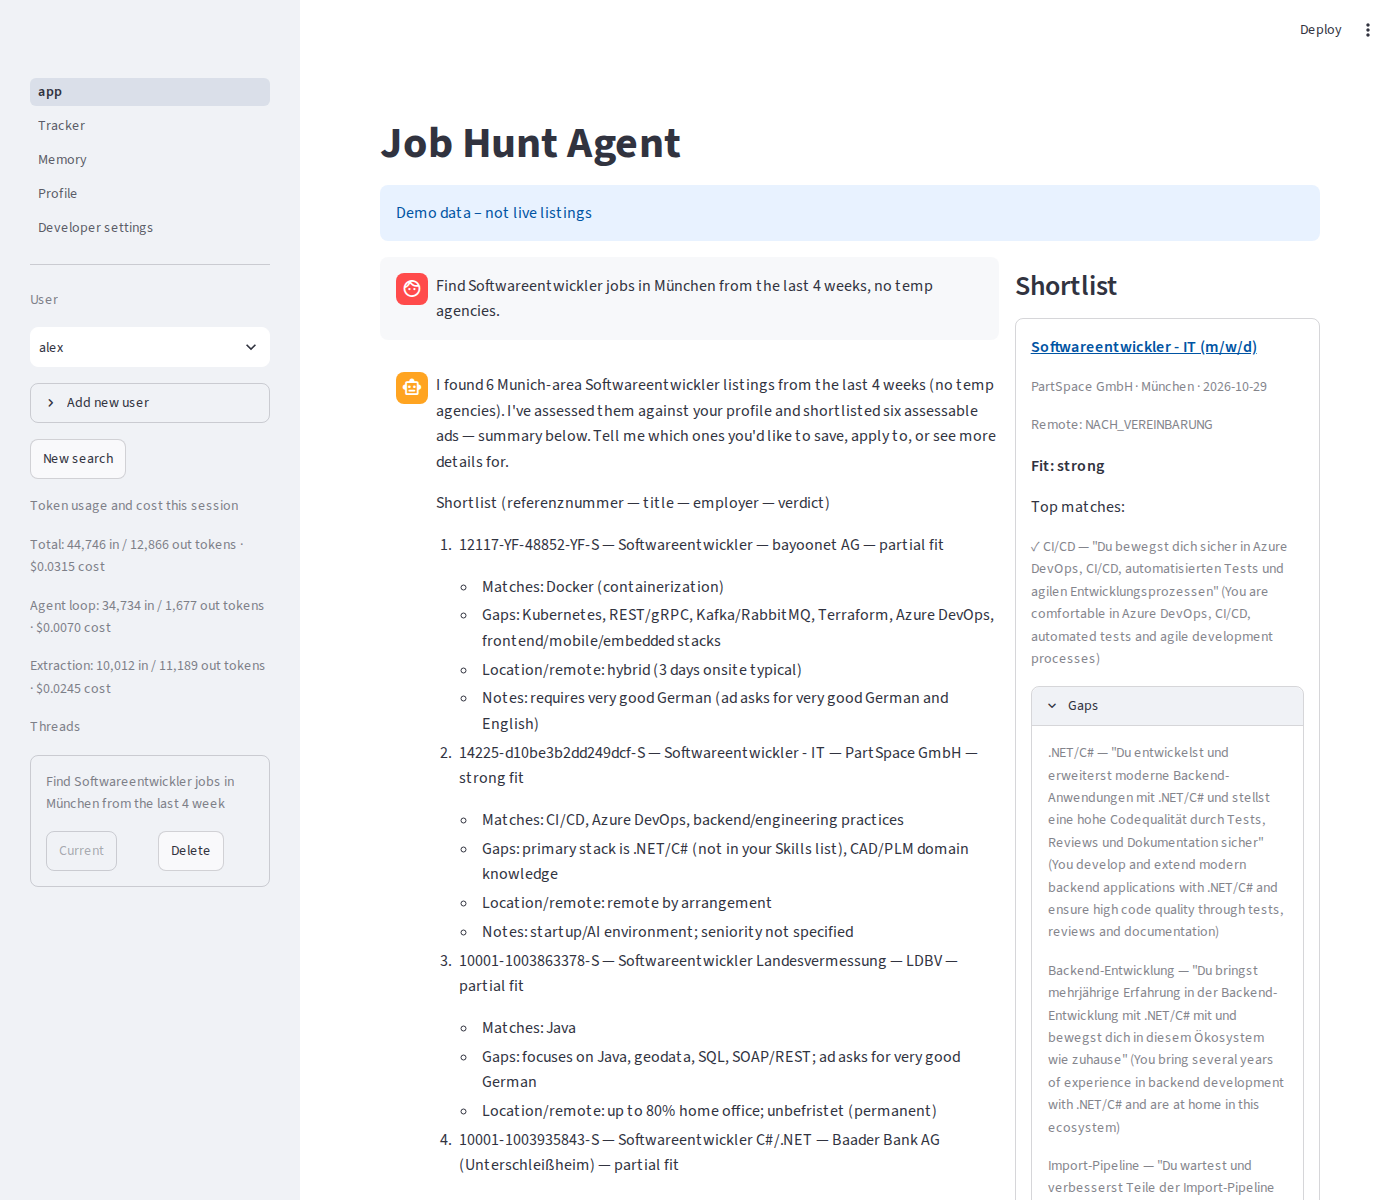 Deploy
app
Tracker
Memory
Profile
Developer settings
User
alex
Add new user
New search
Token usage and cost this session
Total: 44,746 in / 12,866 out tokens ·
$0.0315 cost
Agent loop: 34,734 in / 1,677 out tokens
· $0.0070 cost
Extraction: 10,012 in / 11,189 out tokens
· $0.0245 cost
Threads
Find Softwareentwickler jobs in
München from the last 4 week
Current
Delete
Job Hunt Agent
Demo data – not live listings
Find Softwareentwickler jobs in München from the last 4 weeks, no temp
agencies.
I found 6 Munich-area Softwareentwickler listings from the last 4 weeks (no temp
agencies). I've assessed them against your profile and shortlisted six assessable
ads — summary below. Tell me which ones you'd like to save, apply to, or see more
details for.
Shortlist (referenznummer — title — employer — verdict)
1. 12117-YF-48852-YF-S — Softwareentwickler — bayoonet AG — partial fit
Matches: Docker (containerization)
Gaps: Kubernetes, REST/gRPC, Kafka/RabbitMQ, Terraform, Azure DevOps,
frontend/mobile/embedded stacks
Location/remote: hybrid (3 days onsite typical)
Notes: requires very good German (ad asks for very good German and
English)
2. 14225-d10be3b2dd249dcf-S — Softwareentwickler - IT — PartSpace GmbH —
strong fit
Matches: CI/CD, Azure DevOps, backend/engineering practices
Gaps: primary stack is .NET/C# (not in your Skills list), CAD/PLM domain
knowledge
Location/remote: remote by arrangement
Notes: startup/AI environment; seniority not specified
3. 10001-1003863378-S — Softwareentwickler Landesvermessung — LDBV —
partial fit
Matches: Java
Gaps: focuses on Java, geodata, SQL, SOAP/REST; ad asks for very good
German
Location/remote: up to 80% home office; unbefristet (permanent)
4. 10001-1003935843-S — Softwareentwickler C#/.NET — Baader Bank AG
(Unterschleißheim) — partial fit
Shortlist
Softwareentwickler - IT (m/w/d)
PartSpace GmbH · München · 2026-10-29
Remote: NACH_VEREINBARUNG
Fit: strong
Top matches:
✓ CI/CD — "Du bewegst dich sicher in Azure
DevOps, CI/CD, automatisierten Tests und
agilen Entwicklungsprozessen" (You are
comfortable in Azure DevOps, CI/CD,
automated tests and agile development
processes)
Gaps
.NET/C# — "Du entwickelst und
erweiterst moderne Backend-
Anwendungen mit .NET/C# und stellst
eine hohe Codequalität durch Tests,
Reviews und Dokumentation sicher"
(You develop and extend modern
backend applications with .NET/C# and
ensure high code quality through tests,
reviews and documentation)
Backend-Entwicklung — "Du bringst
mehrjährige Erfahrung in der Backend-
Entwicklung mit .NET/C# mit und
bewegst dich in diesem Ökosystem
wie zuhause" (You bring several years
of experience in backend development
with .NET/C# and are at home in this
ecosystem)
Import-Pipeline — "Du wartest und
verbesserst Teile der Import-Pipeline